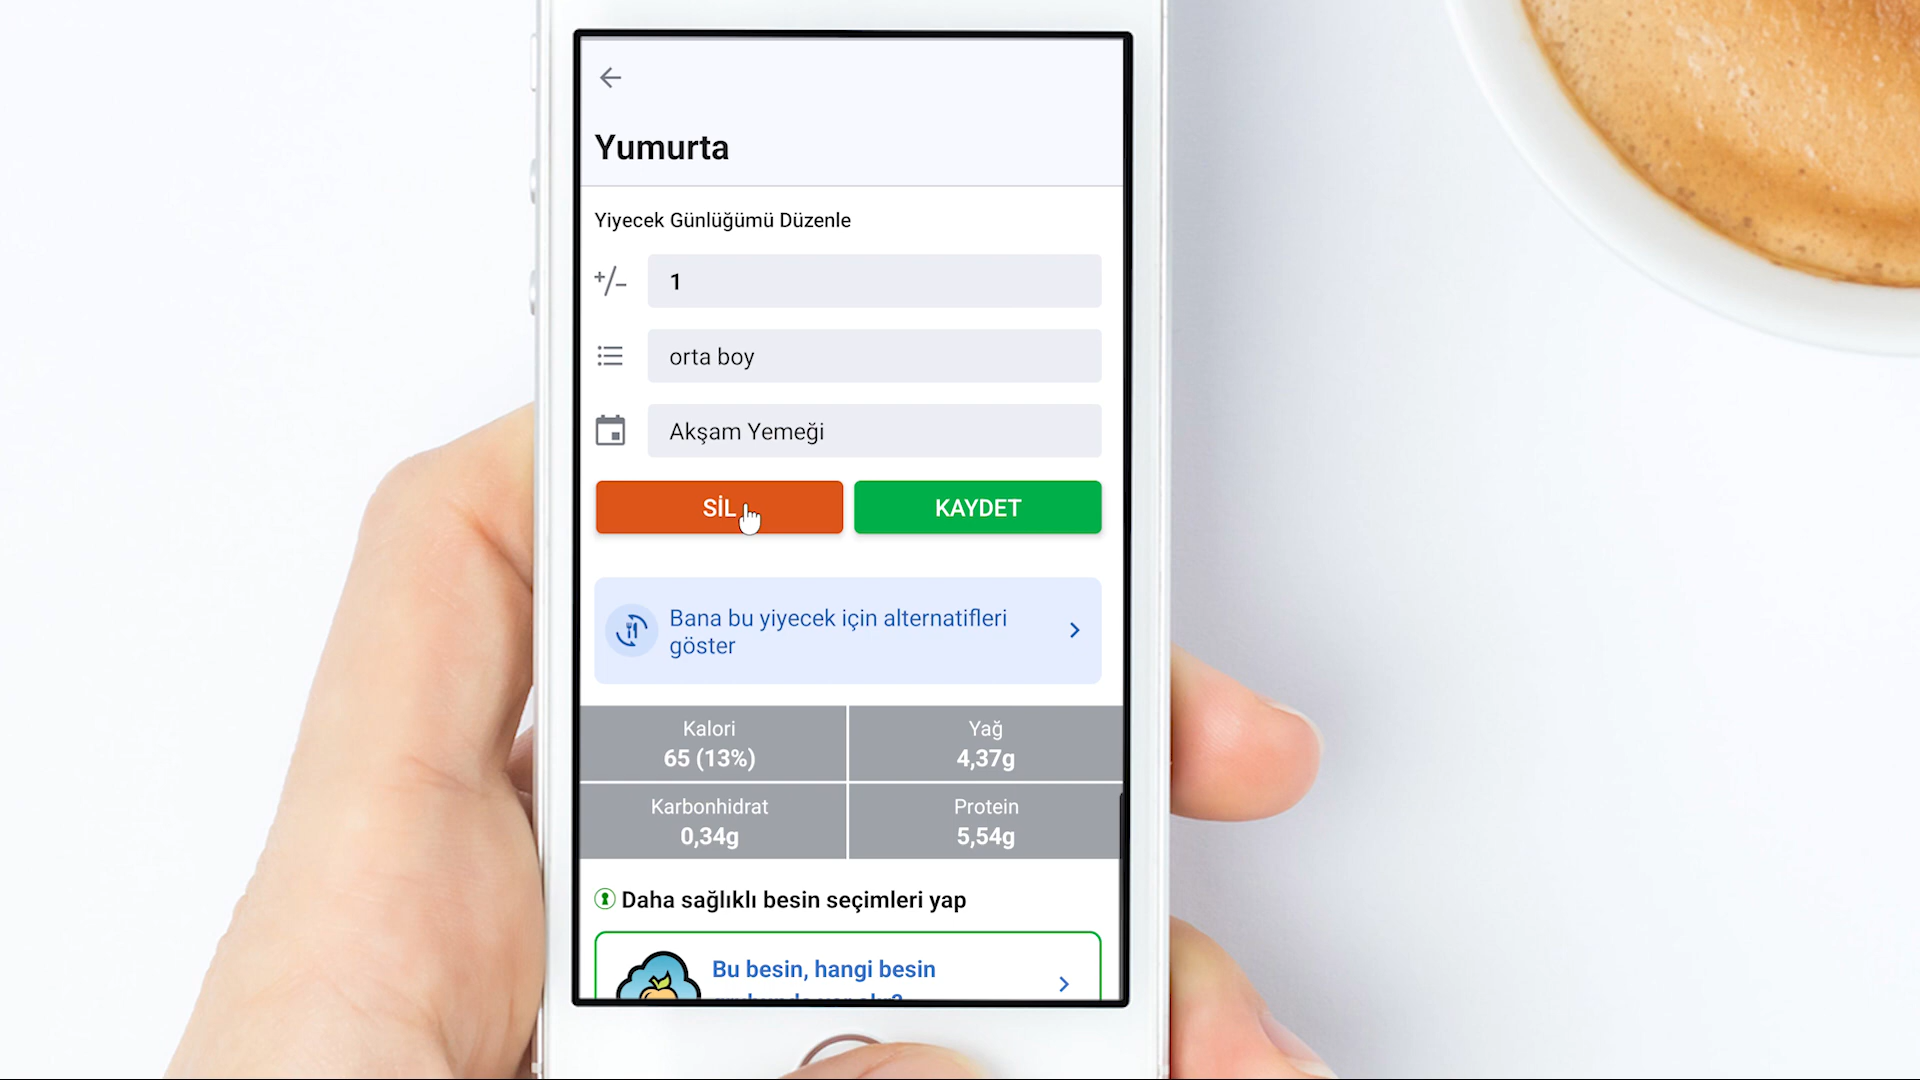 Yumurta
Yiyecek Günlüğümü Düzenle
+/-
1
orta boy
Akşam Yemeği
SİL
KAYDET
Bana bu yiyecek için alternatifleri
göster
Kalori
65 (13%)
Yağ
4,37g
Karbonhidrat
0,34g
Protein
5,54g
Daha sağlıklı besin seçimleri yap
Bu besin, hangi besin